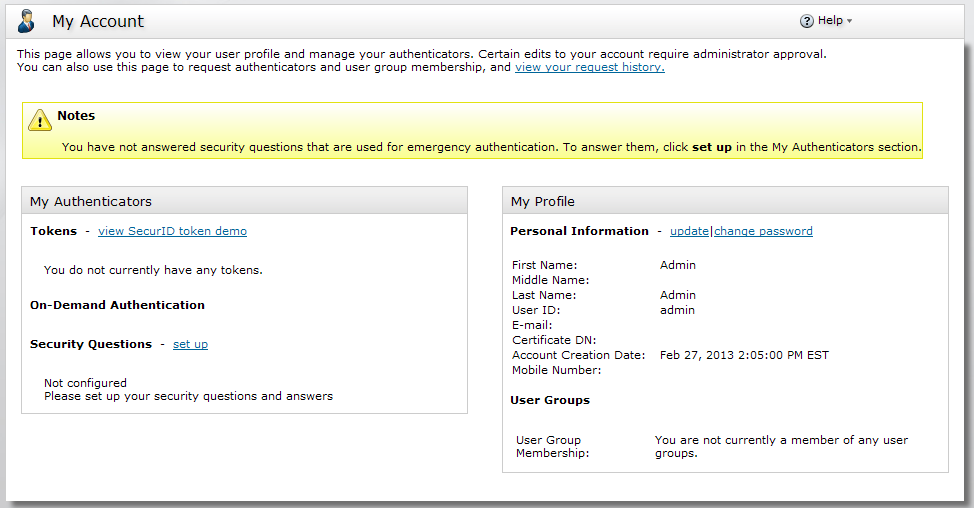 My Account
Help
This page allows you to view your user profile and manage your authenticators. Certain edits to your account require administrator approval.
You can also use this page to request authenticators and user group membership, and view your request history.
Notes
You have not answered security questions that are used for emergency authentication. To answer them, click set up in the My Authenticators section.
My Authenticators
Tokens - view SecurID token demo
You do not currently have any tokens.
On-Demand Authentication
Security Questions - set up
Not configured
Please set up your security questions and answers
My Profile
Personal Information - update|change password
First Name: Admin
Middle Name:
Last Name: Admin
User ID: admin
E-mail:
Certificate DN:
Account Creation Date: Feb 27, 2013 2:05:00 PM EST
Mobile Number:
User Groups
User Group You are not currently a member of any user
Membership: groups.